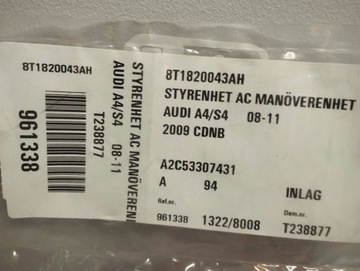 8T1820043AH
STYRENHET AC MANÖVERENHET
AUDI A4/S4 08-11
2009 CDNB
A2C53307431
A 94 INLAG
Ref.nr. Dem.nr.
961338 1322/8008 T238877
8T1820043AH
STYRENHET AC MANÖVERENI
AUDI A4/S4 08-11
T238877
961338